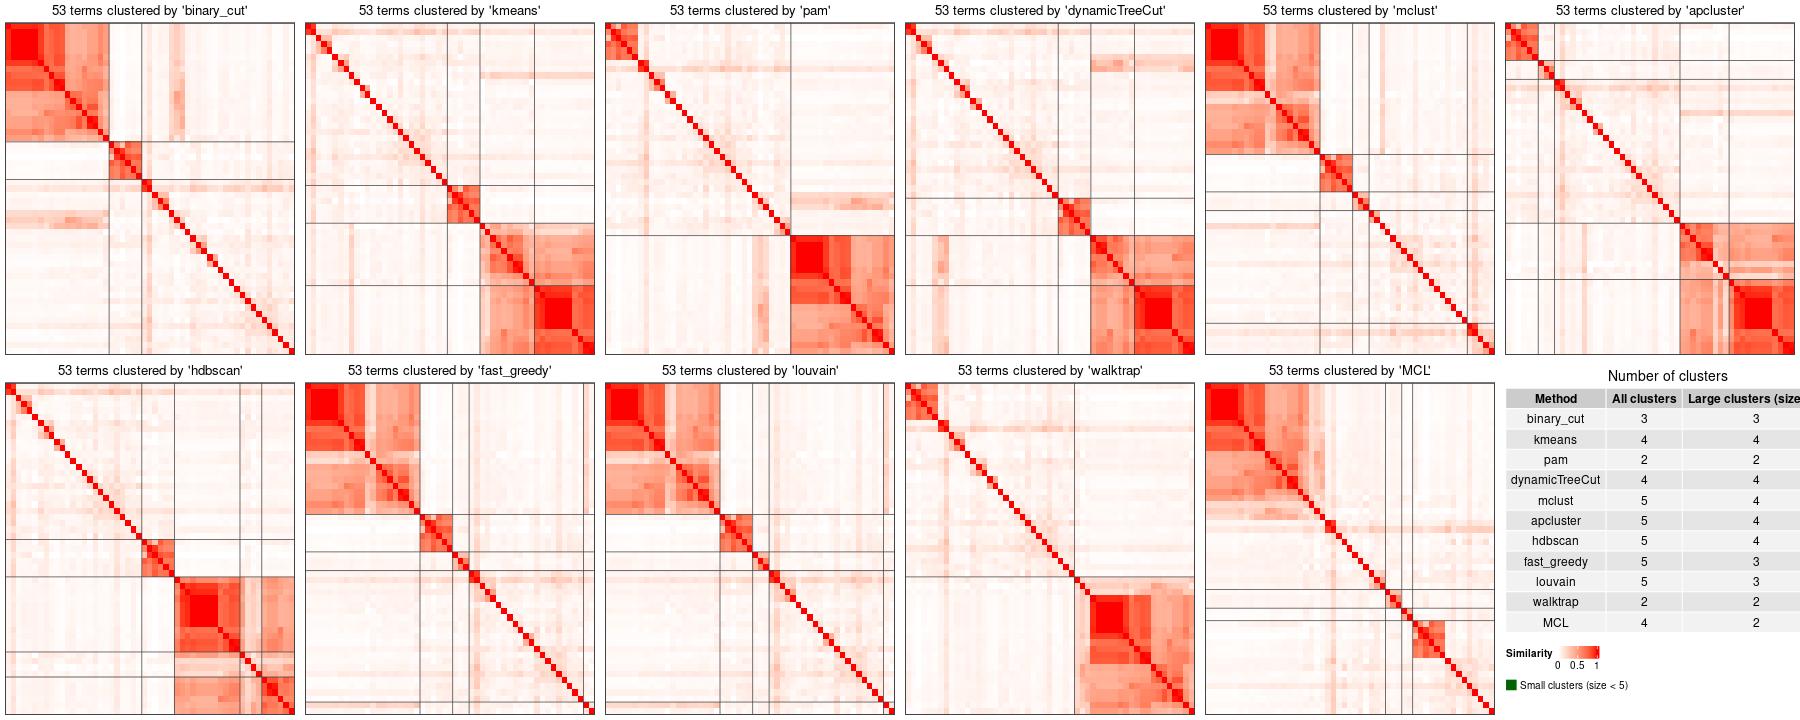 53 terms clustered by 'binary_cut'
53 terms clustered by 'kmeans'
53 terms clustered by 'pam'
53 terms clustered by 'dynamicTreeCut'
53 terms clustered by 'mclust'
53 terms clustered by 'apcluster'
53 terms clustered by 'hdbscan'
53 terms clustered by 'fast_greedy'
53 terms clustered by 'louvain'
53 terms clustered by 'walktrap'
53 terms clustered by 'MCL'
Number of clusters
Method All clusters Large clusters (size
binary_cut 3 3
kmeans 4 4
pam 2 2
dynamicTreeCut 4 4
mclust 5 4
apcluster 5 4
hdbscan 5 4
fast_greedy 5 3
louvain 5 3
walktrap 2 2
MCL 4 2
Similarity
0 0.5 1
Small clusters (size < 5)